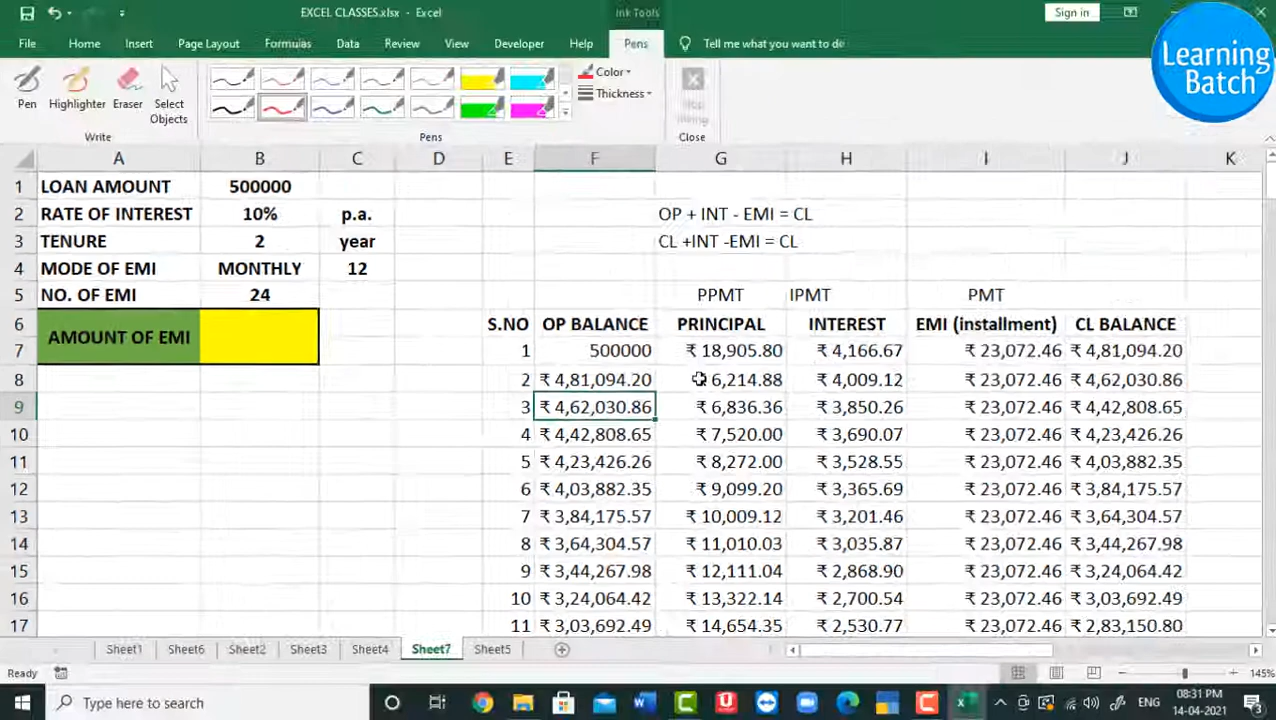 EXCEL CLASSES.xlsx - Excel
Ink Tools
Sign in
File Home Insert Page Layout Formulas Data Review View Developer Help Pens Tell me what you want to do
Learning
Batch
Pen Highlighter Eraser Select
Objects
Color
Thickness
Write Pens Close
A B C D E F G H I J K
1 LOAN AMOUNT 500000
2 RATE OF INTEREST 10% p.a. OP + INT - EMI = CL
3 TENURE 2 year CL +INT -EMI = CL
4 MODE OF EMI MONTHLY 12
5 NO. OF EMI 24 PPMT IPMT PMT
6 AMOUNT OF EMI S.NO OP BALANCE PRINCIPAL INTEREST EMI (installment) CL BALANCE
7 1 500000 ₹ 18,905.80 ₹ 4,166.67 ₹ 23,072.46 ₹ 4,81,094.20
8 2 ₹ 4,81,094.20 6,214.88 ₹ 4,009.12 ₹ 23,072.46 ₹ 4,62,030.86
9 3 ₹ 4,62,030.86 ₹ 6,836.36 ₹ 3,850.26 ₹ 23,072.46 ₹ 4,42,808.65
10 4 ₹ 4,42,808.65 ₹ 7,520.00 ₹ 3,690.07 ₹ 23,072.46 ₹ 4,23,426.26
11 5 ₹ 4,23,426.26 ₹ 8,272.00 ₹ 3,528.55 ₹ 23,072.46 ₹ 4,03,882.35
12 6 ₹ 4,03,882.35 ₹ 9,099.20 ₹ 3,365.69 ₹ 23,072.46 ₹ 3,84,175.57
13 7 ₹ 3,84,175.57 ₹ 10,009.12 ₹ 3,201.46 ₹ 23,072.46 ₹ 3,64,304.57
14 8 ₹ 3,64,304.57 ₹ 11,010.03 ₹ 3,035.87 ₹ 23,072.46 ₹ 3,44,267.98
15 9 ₹ 3,44,267.98 ₹ 12,111.04 ₹ 2,868.90 ₹ 23,072.46 ₹ 3,24,064.42
16 10 ₹ 3,24,064.42 ₹ 13,322.14 ₹ 2,700.54 ₹ 23,072.46 ₹ 3,03,692.49
17 11 ₹ 3,03,692.49 ₹ 14,654.35 ₹ 2,530.77 ₹ 23,072.46 ₹ 2,83,150.80
Sheet1 Sheet6 Sheet2 Sheet3 Sheet4 Sheet7 Sheet5
Ready 145%
Type here to search ENG 08:31 PM
14-04-2021 3